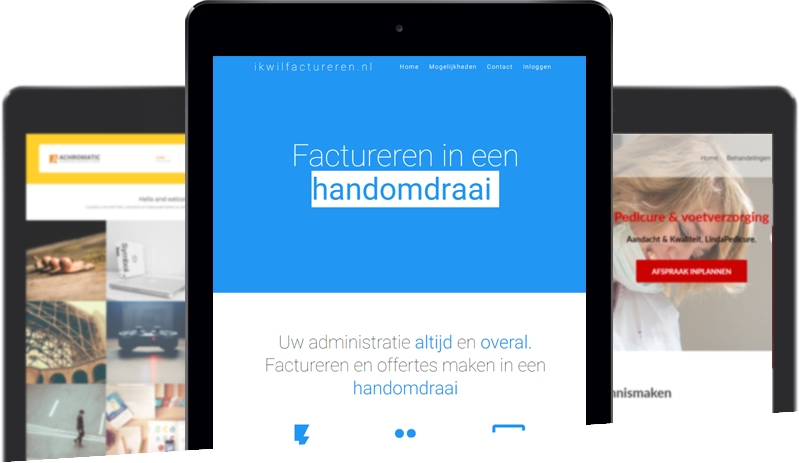 ikwilfactureren.nl
Home Mogelijkheden Contact Inloggen
Factureren in een
handomdraai
Uw administratie altijd en overal.
Factureren en offertes maken in een
handomdraai
ACHROMATIC
Hello and welcom
Home Behandelingen
Pedicure & voetverzorging
Aandacht & Kwaliteit, LindaPedicure.
AFSPRAAK INPLANNEN
nnismaken